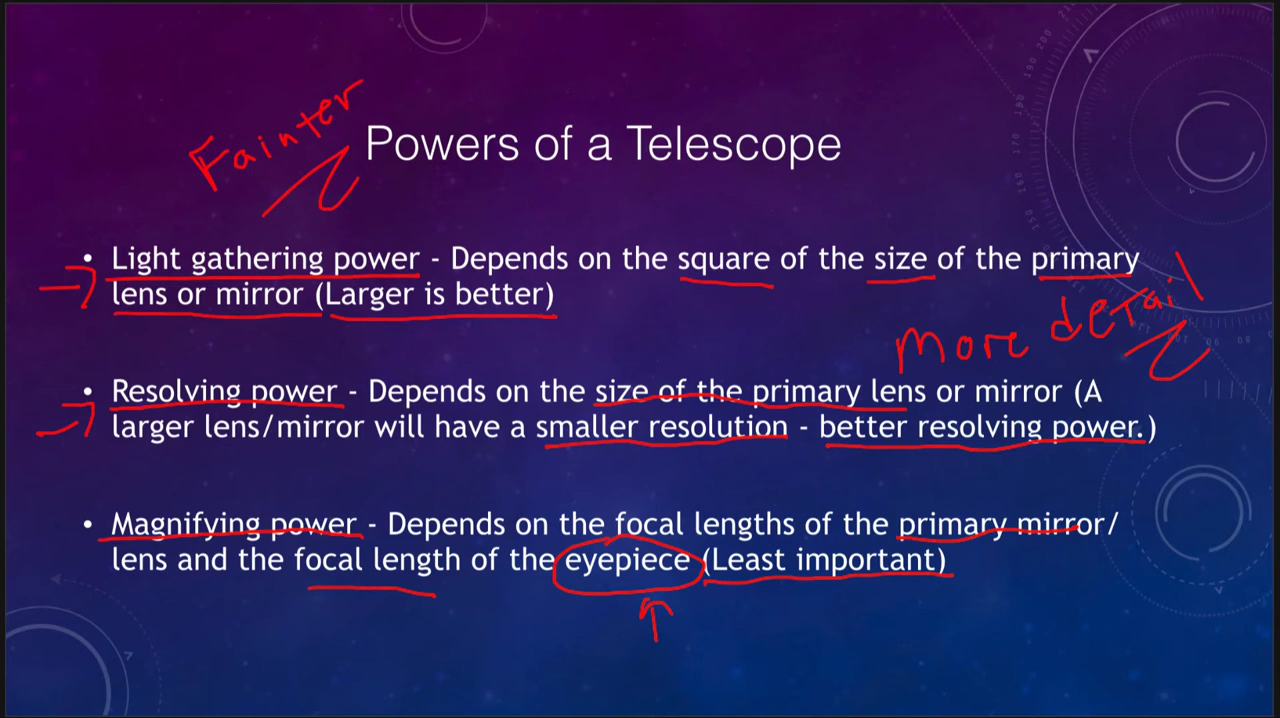 Fainter
Powers of a Telescope
• Light gathering power - Depends on the square of the size of the primary
lens or mirror (Larger is better)
More detail
• Resolving power - Depends on the size of the primary lens or mirror (A
larger lens/mirror will have a smaller resolution - better resolving power.)
• Magnifying power - Depends on the focal lengths of the primary mirror/
lens and the focal length of the eyepiece (Least important)